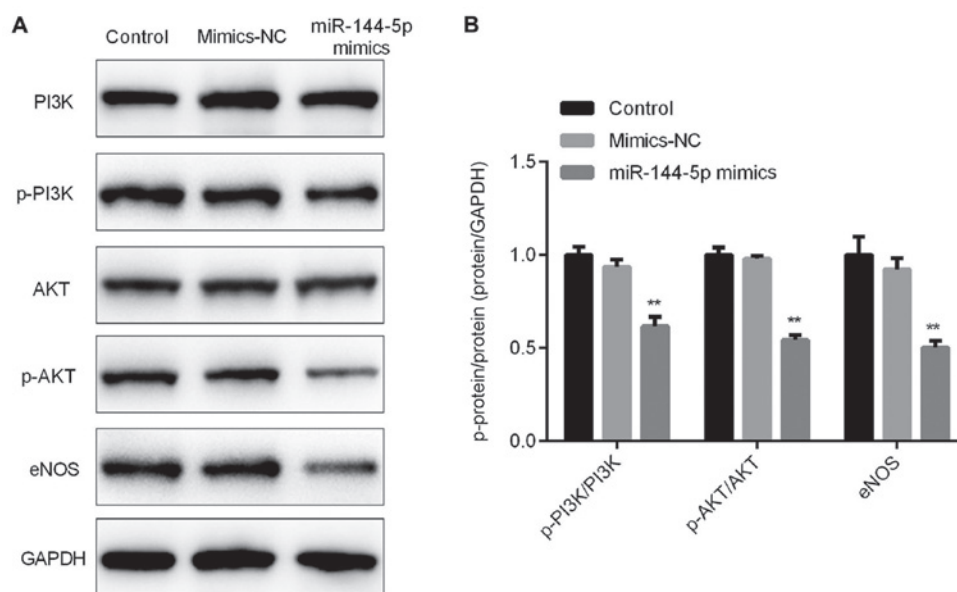 A
Control Mimics-NC miR-144-5p
mimics
PI3K
p-PI3K
AKT
p-AKT
eNOS
GAPDH
B
Control
Mimics-NC
miR-144-5p mimics
p-protein/protein (protein/GAPDH)
1.5
1.0
0.5
0.0
**
**
**
p-PI3K/PI3K
p-AKT/AKT
eNOS